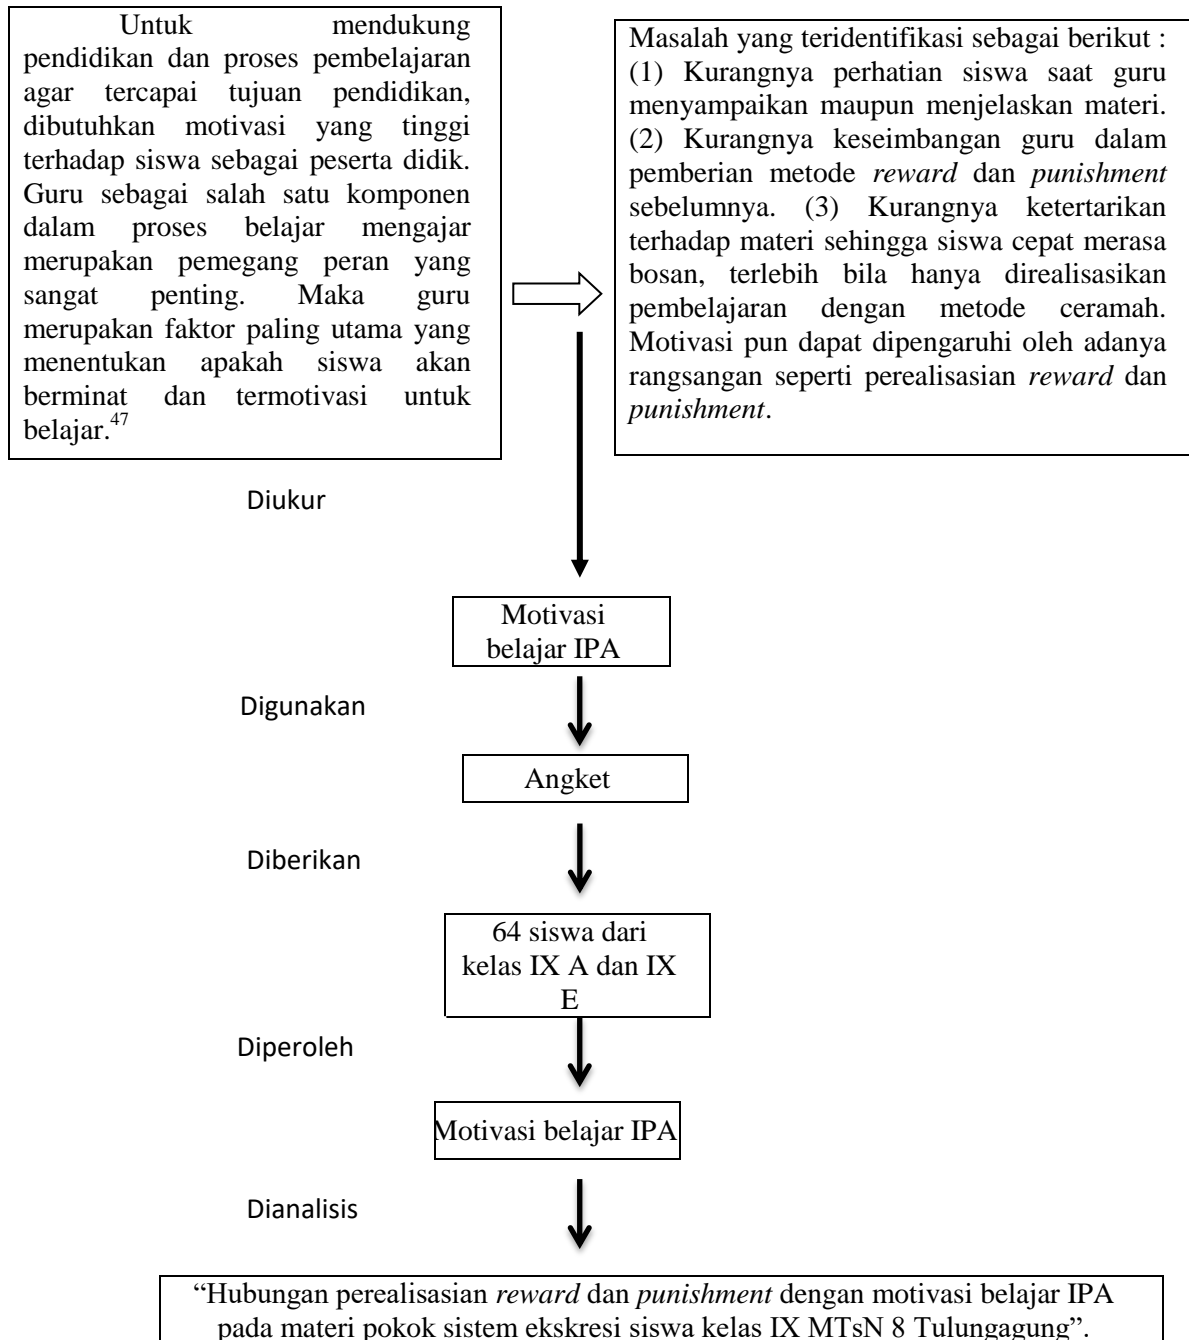 Untuk mendukung
pendidikan dan proses pembelajaran
agar tercapai tujuan pendidikan,
dibutuhkan motivasi yang tinggi
terhadap siswa sebagai peserta didik.
Guru sebagai salah satu komponen
dalam proses belajar mengajar
merupakan pemegang peran yang
sangat penting. Maka guru
merupakan faktor paling utama yang
menentukan apakah siswa akan
berminat dan termotivasi untuk
belajar.47
Masalah yang teridentifikasi sebagai berikut :
(1) Kurangnya perhatian siswa saat guru
menyampaikan maupun menjelaskan materi.
(2) Kurangnya keseimbangan guru dalam
pemberian metode reward dan punishment
sebelumnya. (3) Kurangnya ketertarikan
terhadap materi sehingga siswa cepat merasa
bosan, terlebih bila hanya direalisasikan
pembelajaran dengan metode ceramah.
Motivasi pun dapat dipengaruhi oleh adanya
rangsangan seperti perealisasian reward dan
punishment.
Diukur
Motivasi
belajar IPA
Digunakan
Angket
Diberikan
64 siswa dari
kelas IX A dan IX
E
Diperoleh
Motivasi belajar IPA
Dianalisis
“Hubungan perealisasian reward dan punishment dengan motivasi belajar IPA
pada materi pokok sistem ekskresi siswa kelas IX MTsN 8 Tulungagung”.